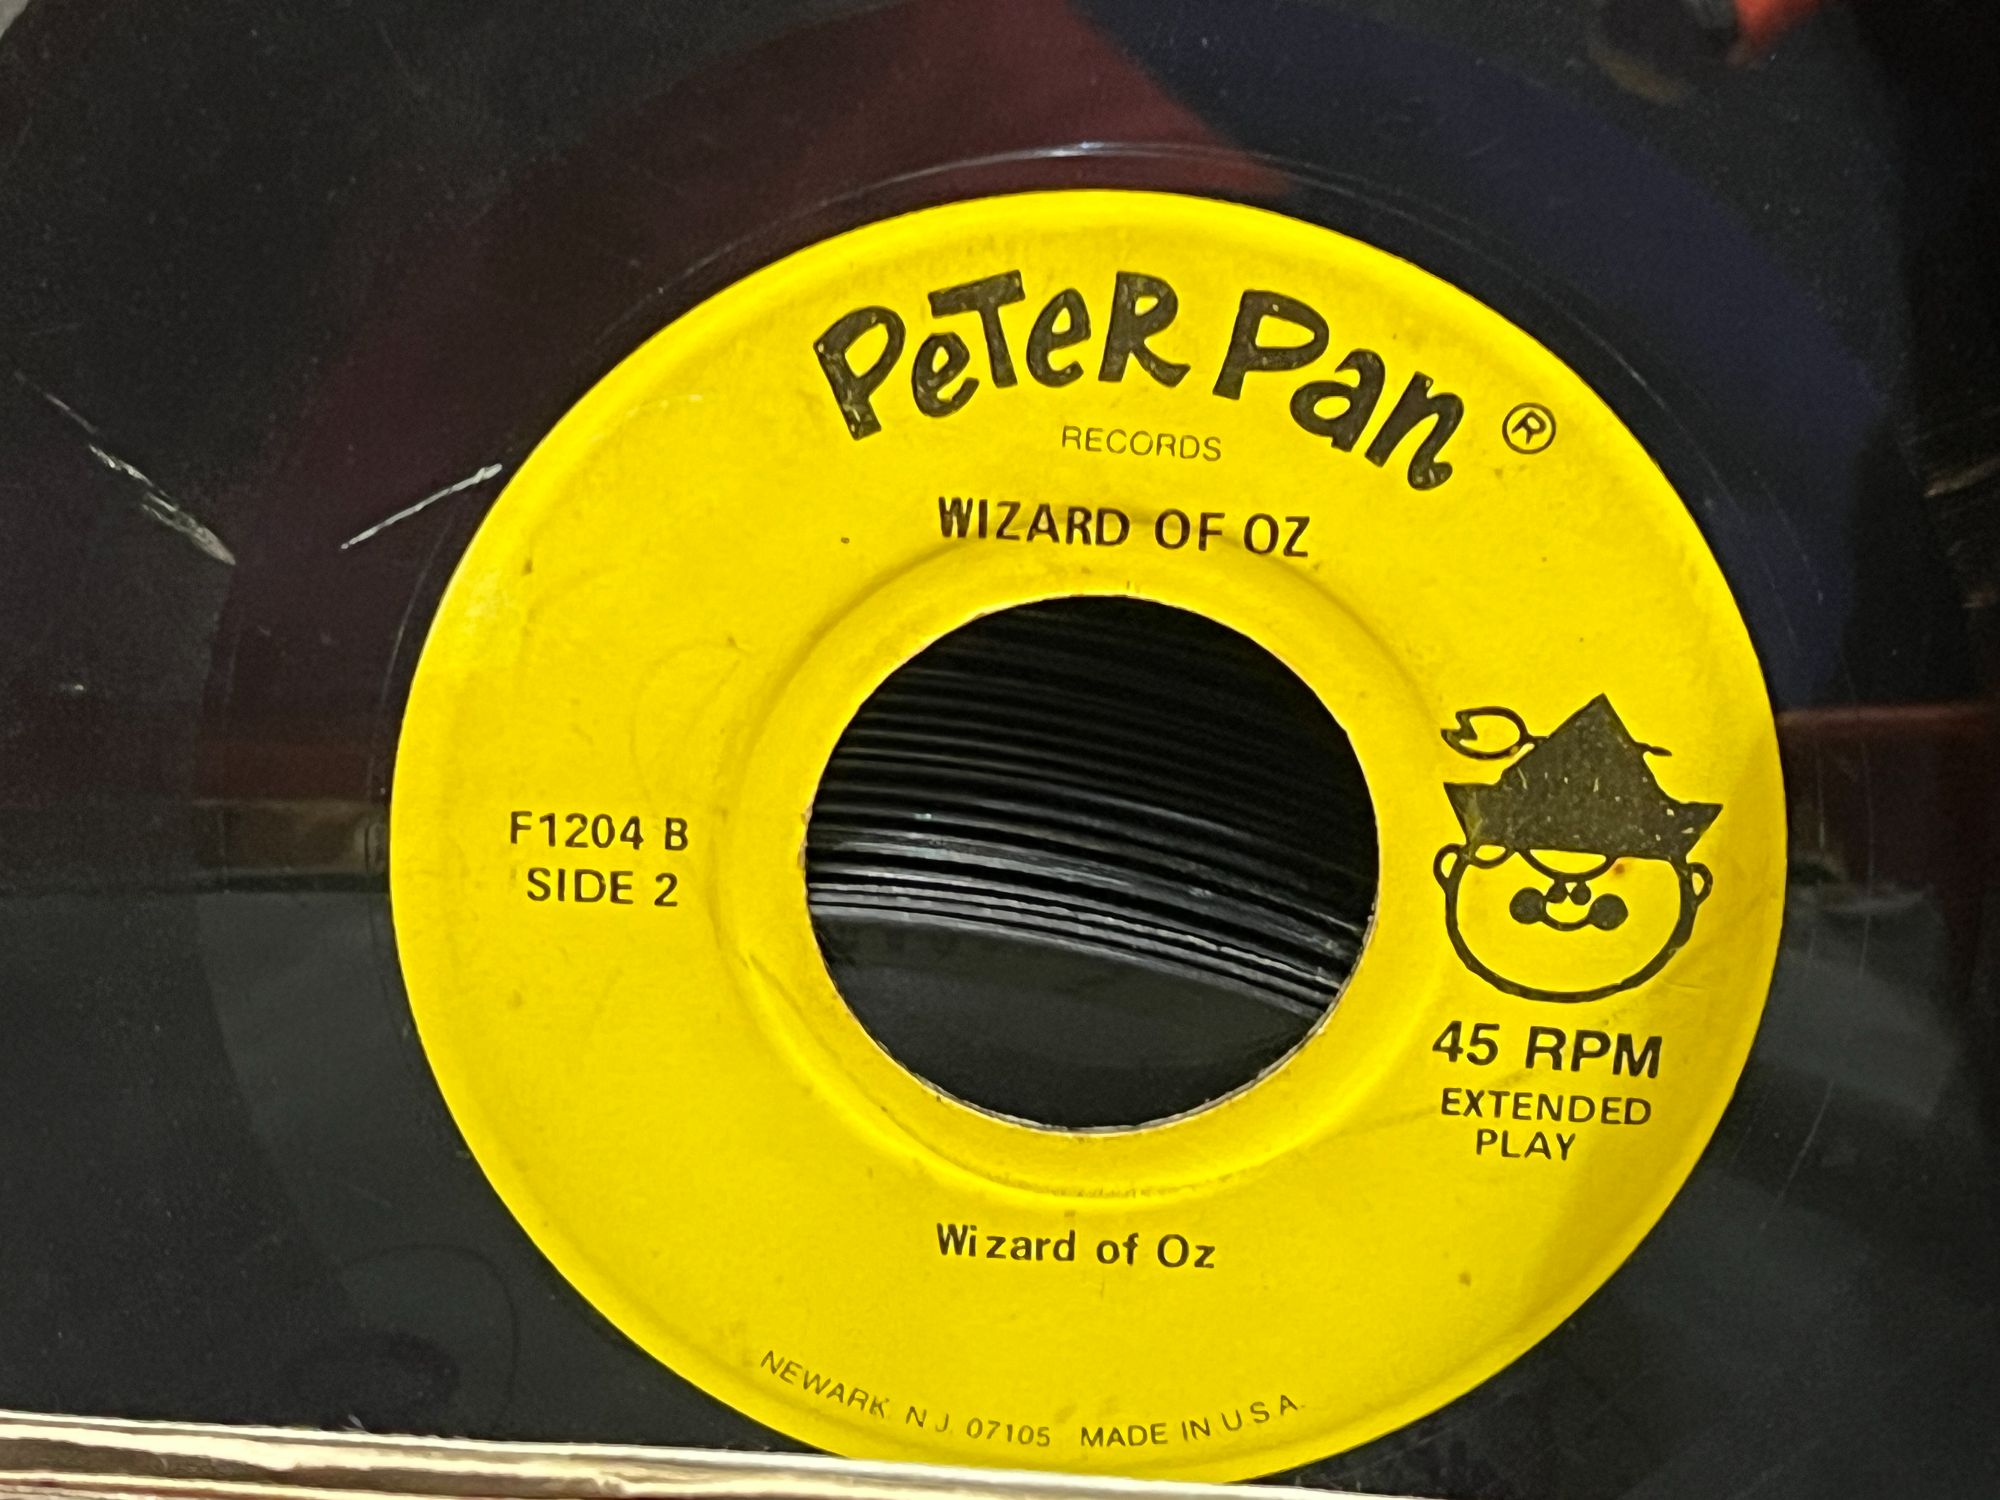 PeTeR Pan ®
RECORDS
WIZARD OF OZ
F1204 B
SIDE 2
45 RPM
EXTENDED
PLAY
Wizard of Oz
NEWARK N.J. 07105 MADE IN U.S.A.